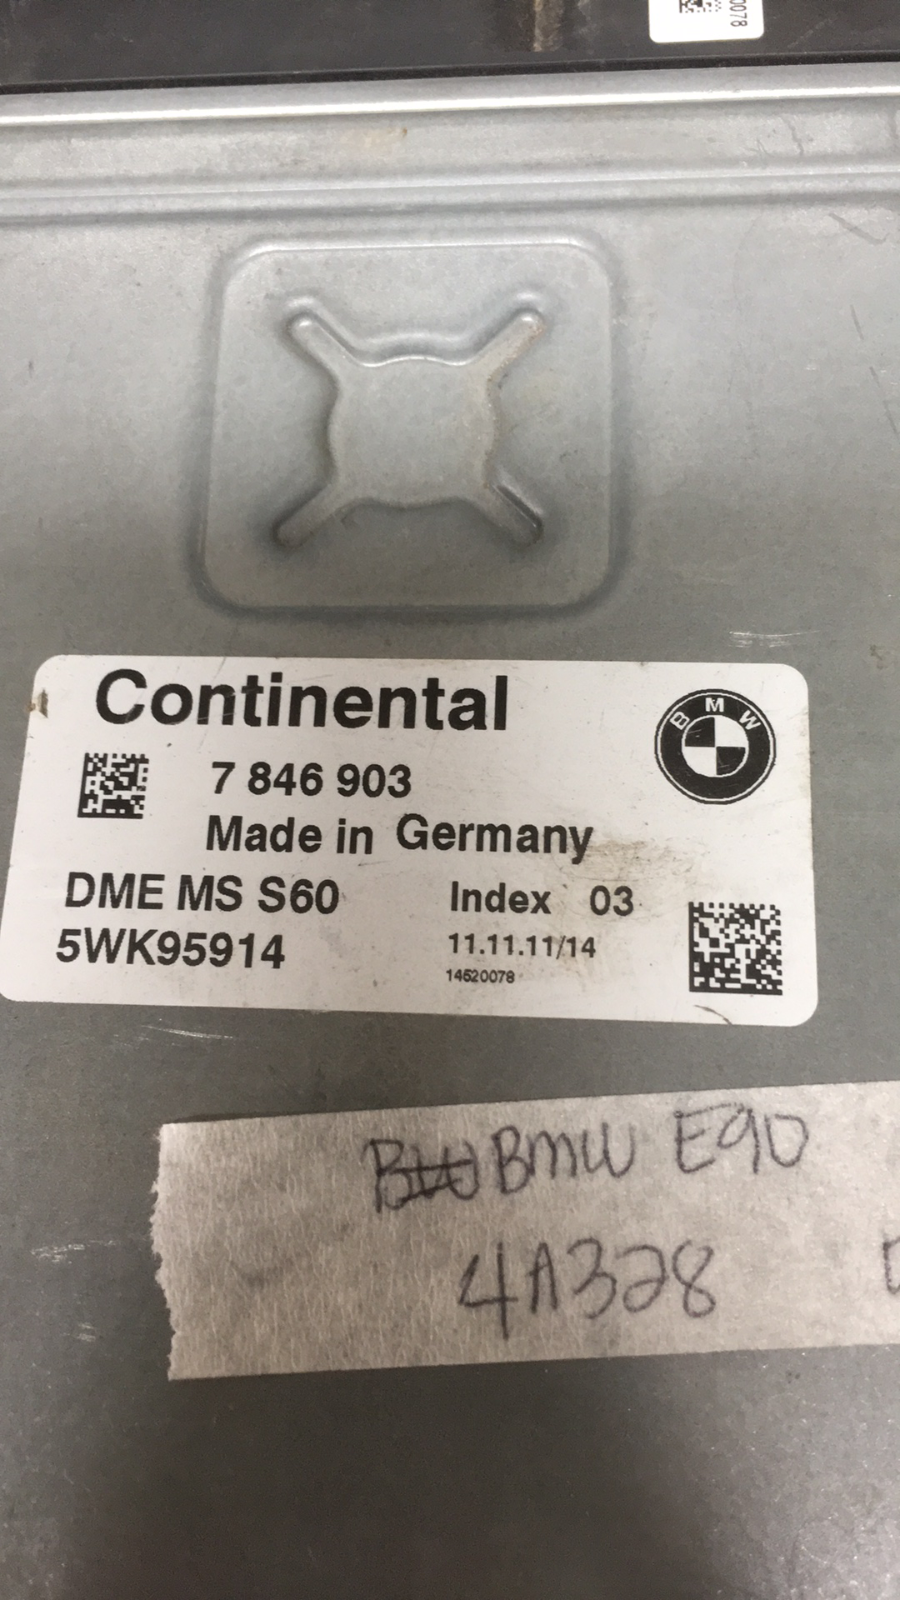 0078
Continental
BMW
7 846 903
Made in Germany
DME MS S60 Index 03
5WK95914 11.11.11/14
14520078
BMW E90
4A328